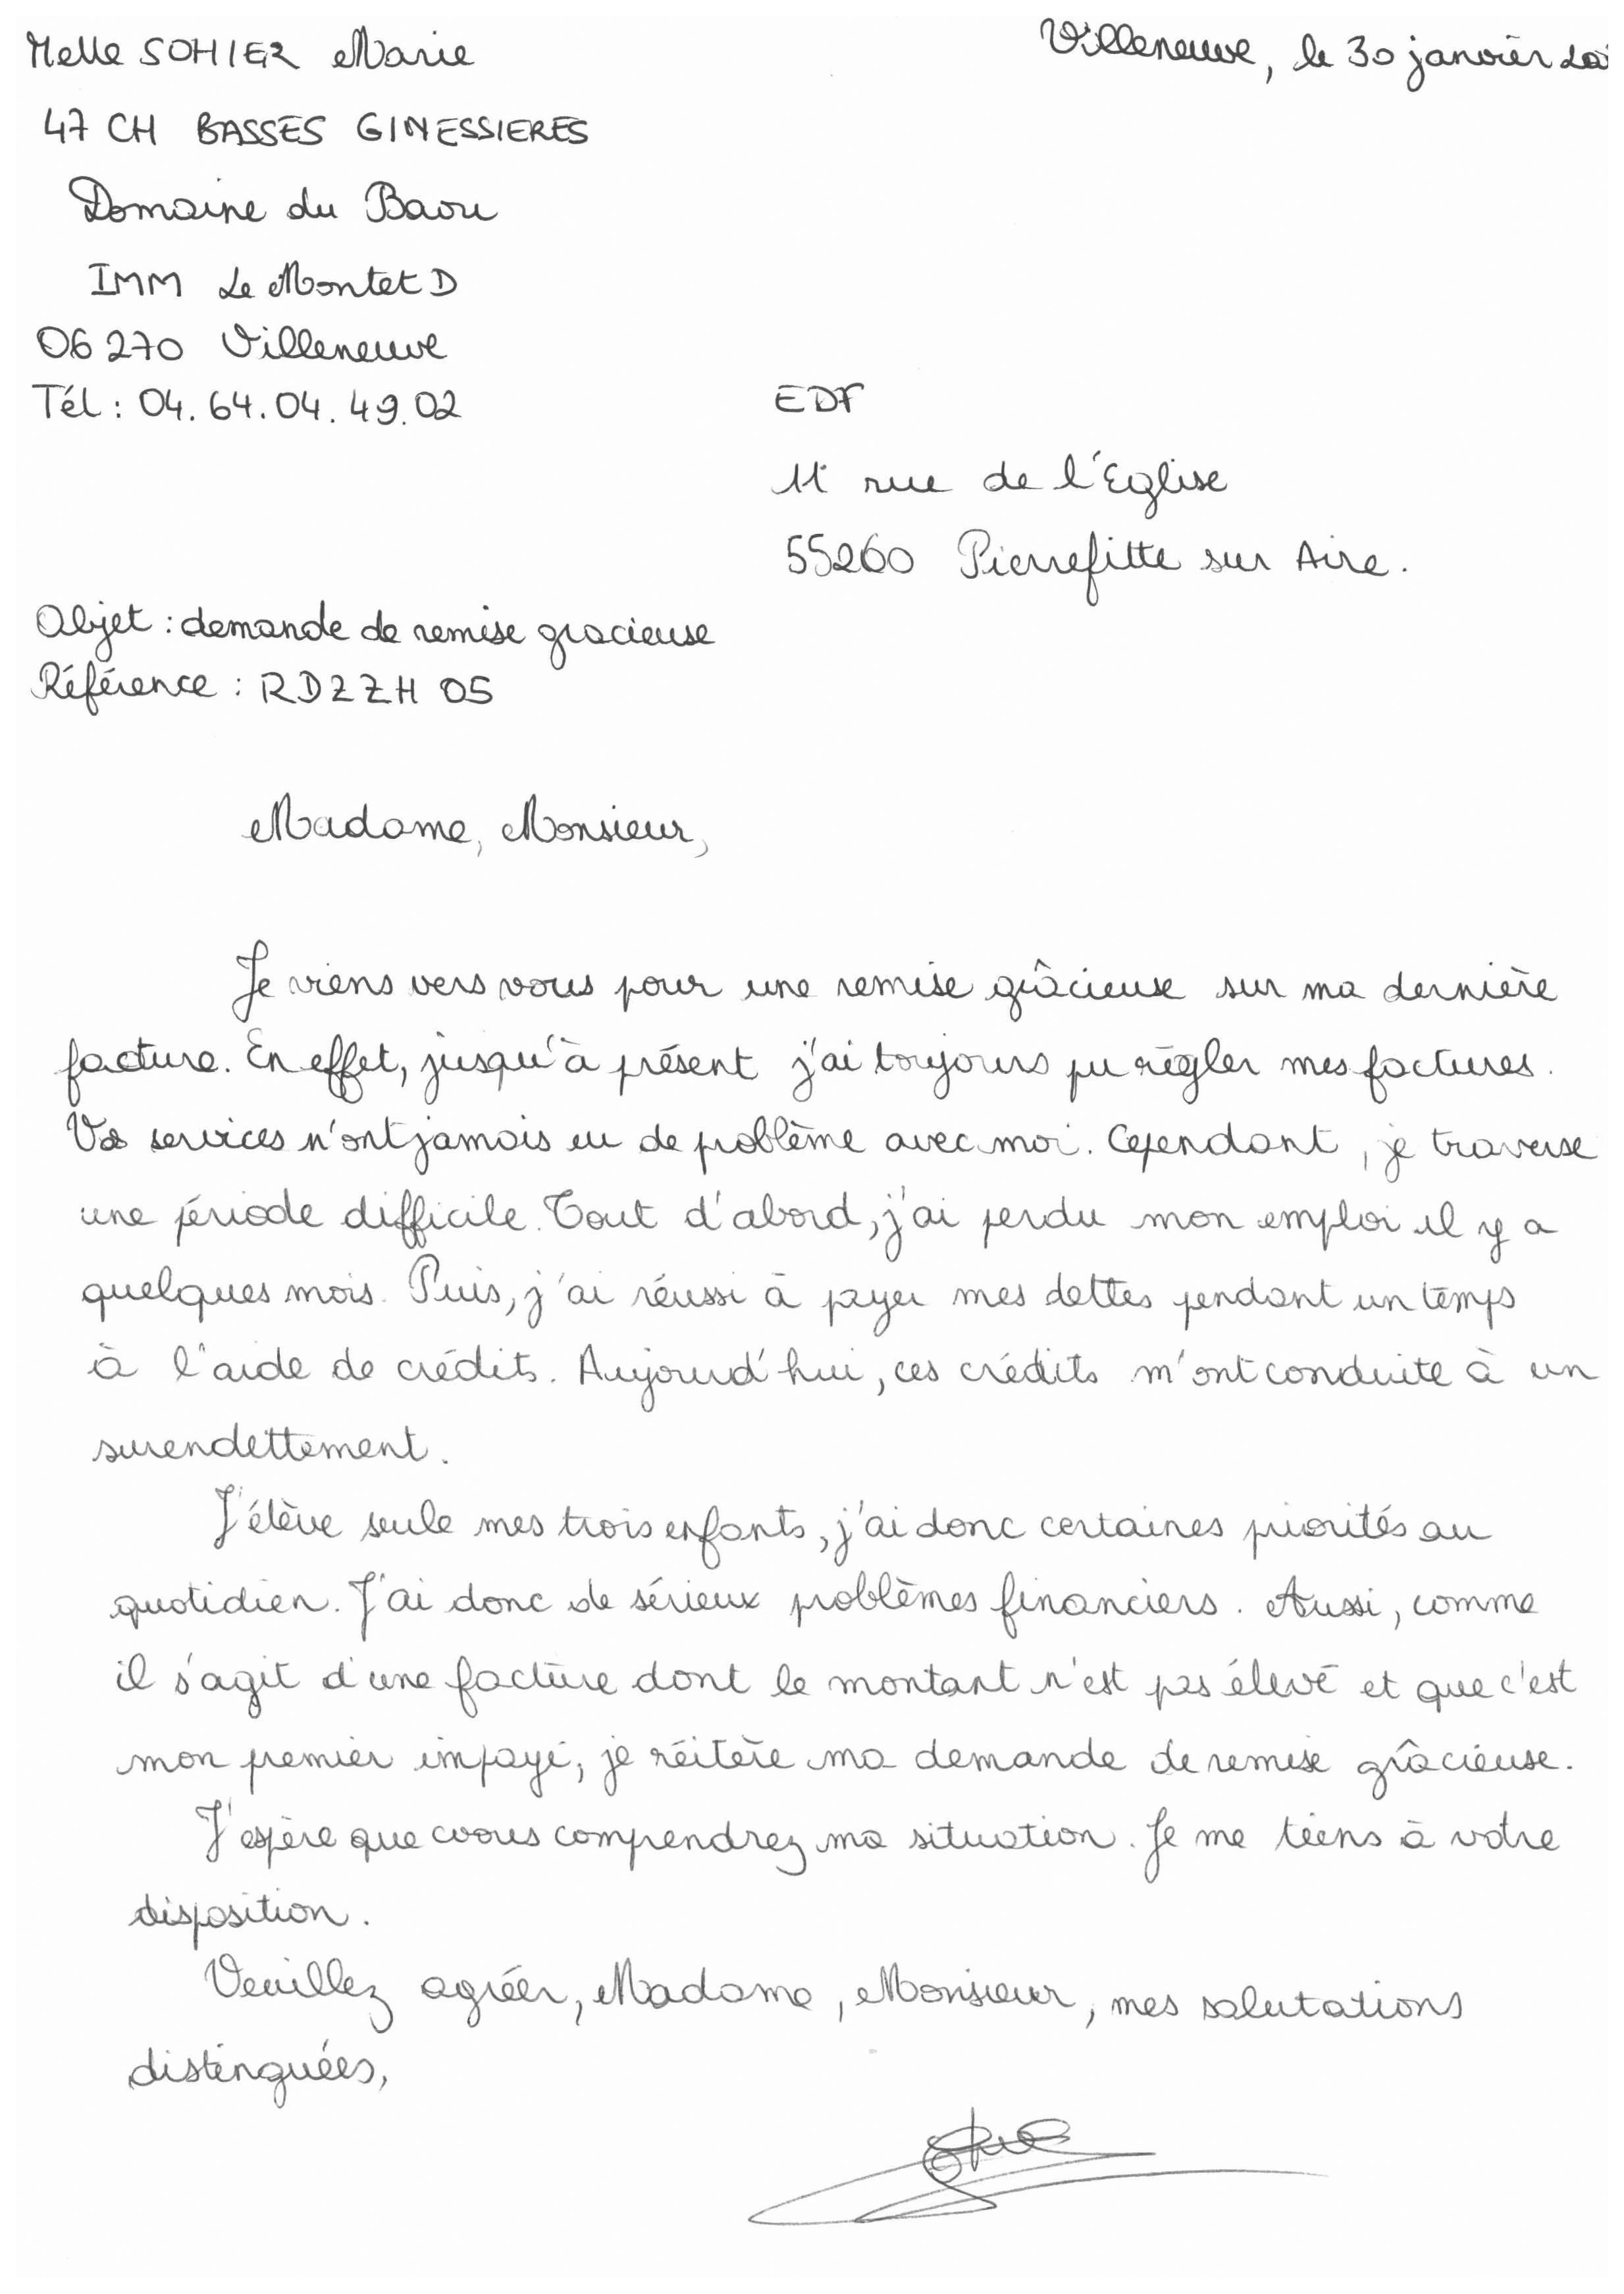 Melle SOHIER Marie
Villeneuve, le 30 janvier
47 CH BASSES GINESSIERES
Domaine du Baou
IMM Le Montet D
06270 Villeneuve
Tél : 04.64.04.49.02
EDF
11 rue de l'Eglise
55260 Pierrefitte sur Aire.
Objet : demande de remise gracieuse
Référence : RDZZH 05
Madame, Monsieur,
Je viens vers vous pour une remise grâcieuse sur ma dernière
facture. En effet, jusqu'à présent j'ai toujours pu régler mes factures.
Vos services n'ont jamais eu de problème avec moi. Cependant, je traverse
une période difficile. Tout d'abord, j'ai perdu mon emploi il y a
quelques mois. Puis, j'ai réussi à payer mes dettes pendant un temps
à l'aide de crédits. Aujourd'hui, ces crédits m'ont conduite à un
surendettement.
J'élève seule mes trois enfants, j'ai donc certaines priorités au
quotidien. J'ai donc de sérieux problèmes financiers. Aussi, comme
il s'agit d'une facture dont le montant n'est pas élevé et que c'est
mon premier impayé, je réitère ma demande de remise grâcieuse.
J'espère que vous comprendrez ma situation. Je me tiens à votre
disposition.
Veuillez agréer, Madame, Monsieur, mes salutations
distinguées,